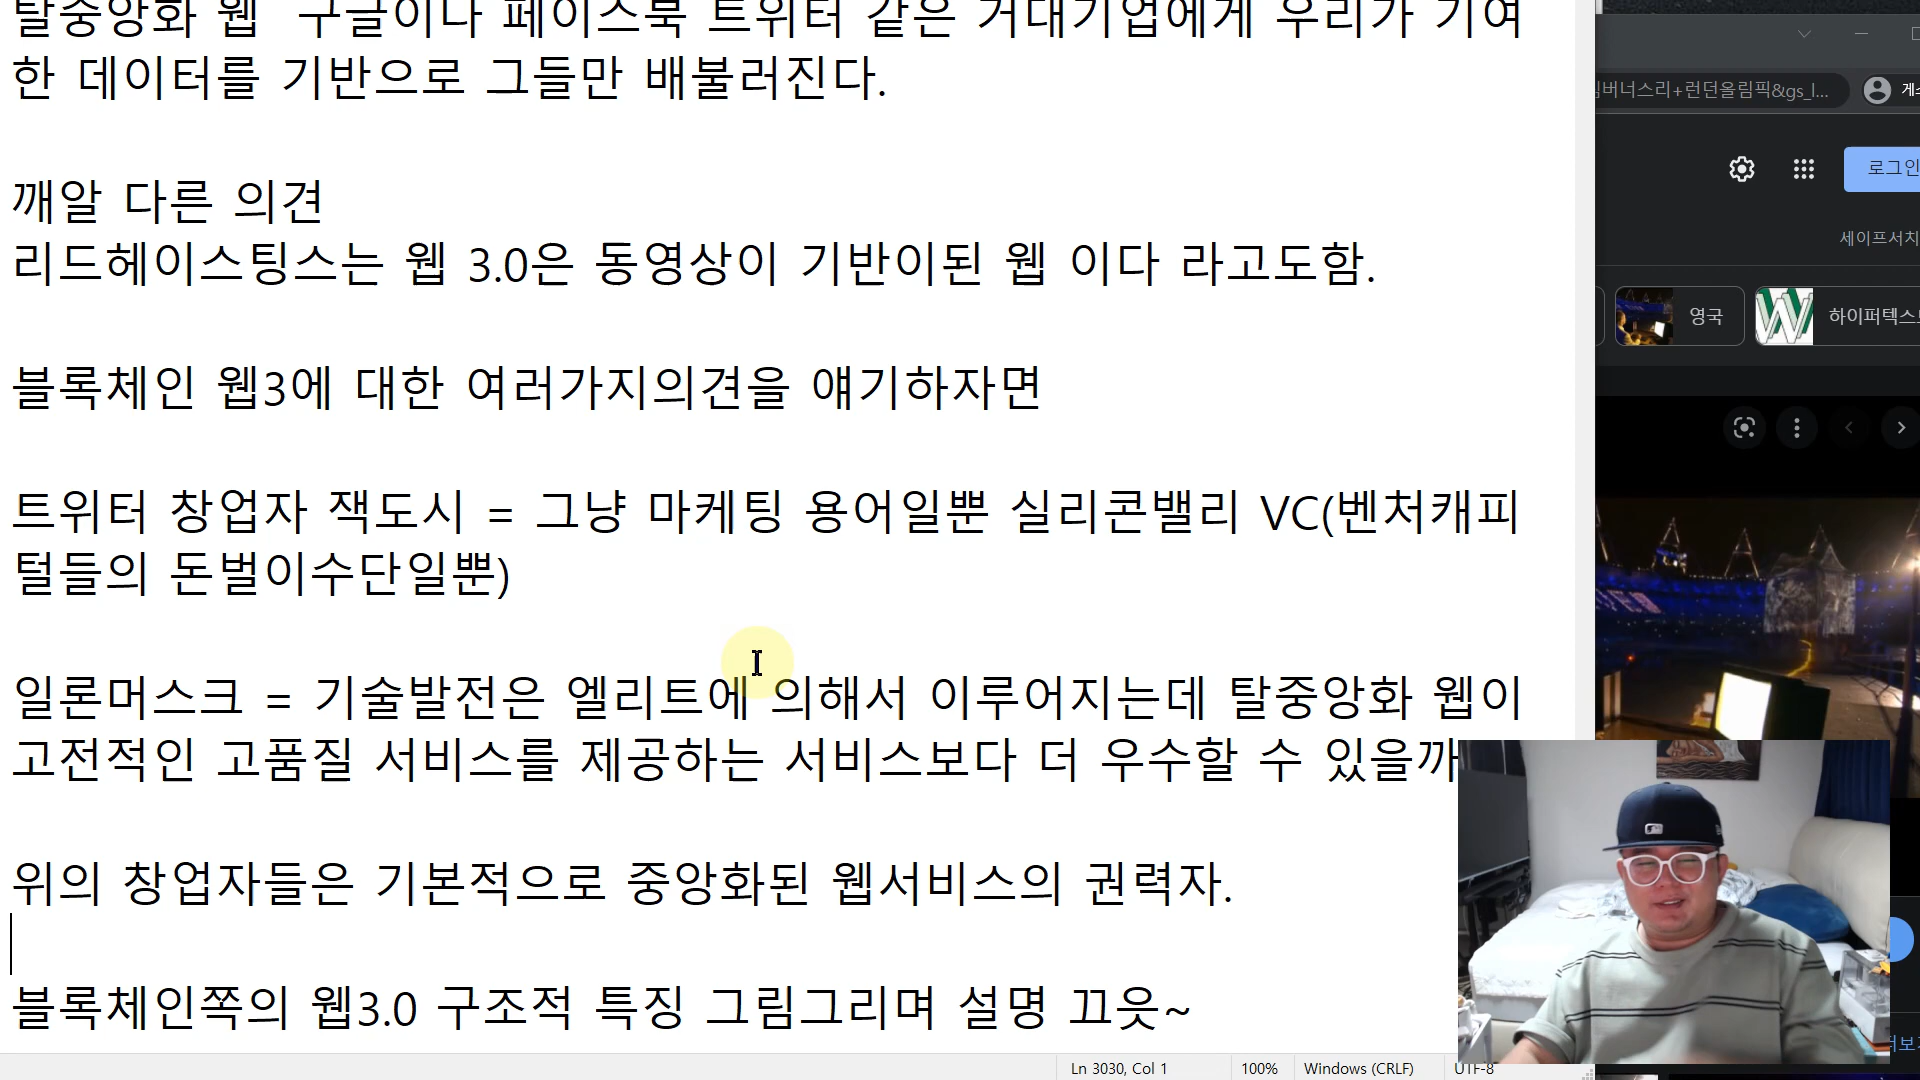 탈중앙화 웹  구글이나 페이스북 트위터 같은 거대기업에게 우리가 기여
한 데이터를 기반으로 그들만 배불러진다.
깨알 다른 의견
리드헤이스팅스는 웹 3.0은 동영상이 기반이된 웹 이다 라고도함.
블록체인 웹3에 대한 여러가지의견을 얘기하자면
트위터 창업자 잭도시 = 그냥 마케팅 용어일뿐 실리콘밸리 VC(벤처캐피
털들의 돈벌이수단일뿐)
일론머스크 = 기술발전은 엘리트에 의해서 이루어지는데 탈중앙화 웹이
고전적인 고품질 서비스를 제공하는 서비스보다 더 우수할 수 있을까
위의 창업자들은 기본적으로 중앙화된 웹서비스의 권력자.
블록체인쪽의 웹3.0 구조적 특징 그림그리며 설명 끄읏~
Ln 3030, Col 1 100% Windows (CRLF) UTF-8
버너스리+런던올림픽&gs_l...
로그인
세이프서치
영국
하이퍼텍스트